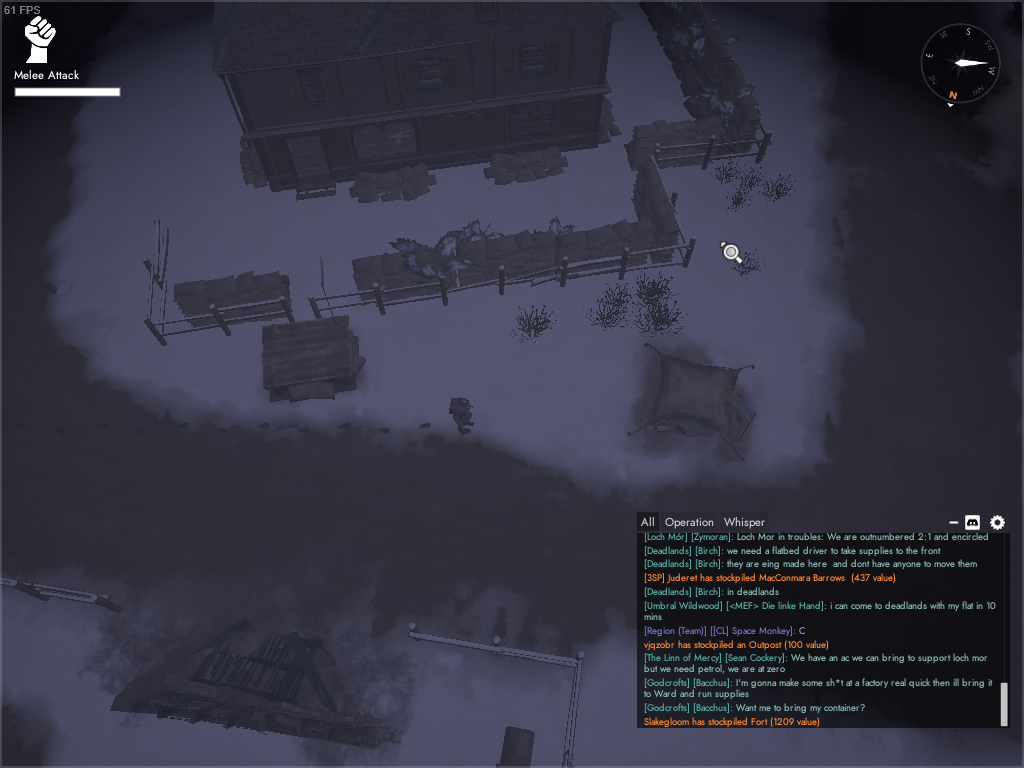 61 FPS
Melee Attack
S
SE
SW
E
W
NE
NW
N
All Operation Whisper
[Loch Mór] [Zymoran]: Loch Mor in troubles: We are outnumbered 2:1 and encircled
[Deadlands] [Birch]: we need a flatbed driver to take supplies to the front
[Deadlands] [Birch]: they are eing made here and dont have anyone to move them
[3SP] Juderet has stockpiled MacConmara Barrows (437 value)
[Deadlands] [Birch]: in deadlands
[Umbral Wildwood] [<MEF> Die linke Hand]: i can come to deadlands with my flat in 10
mins
[Region (Team)] [[CL] Space Monkey]: C
vjqzobr has stockpiled an Outpost (100 value)
[The Linn of Mercy] [Sean Cockery]: We have an ac we can bring to support loch mor
but we need petrol, we are at zero
[Godcrofts] [Bacchus]: I'm gonna make some sh*t at a factory real quick then ill bring it
to Ward and run supplies
[Godcrofts] [Bacchus]: Want me to bring my container?
Slakegloom has stockpiled Fort (1209 value)